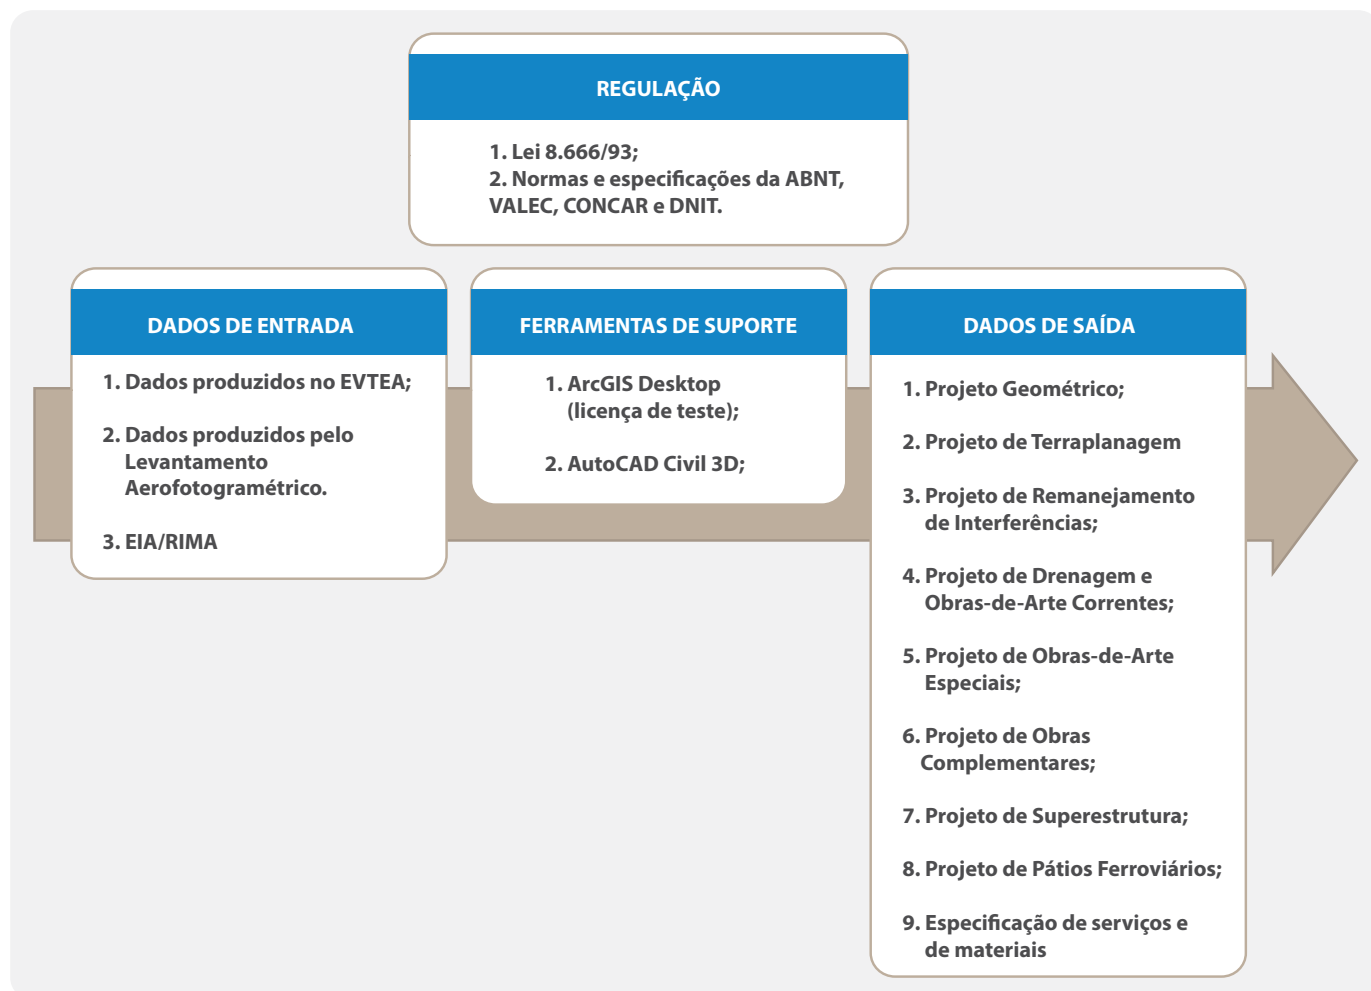 REGULAÇÃO
1. Lei 8.666/93;
2. Normas e especificações da ABNT,
VALEC, CONCAR e DNIT.
DADOS DE ENTRADA
1. Dados produzidos no EVTEA;
2. Dados produzidos pelo
Levantamento
Aerofotogramétrico.
3. EIA/RIMA
FERRAMENTAS DE SUPORTE
1. ArcGIS Desktop
(licença de teste);
2. AutoCAD Civil 3D;
DADOS DE SAÍDA
1. Projeto Geométrico;
2. Projeto de Terraplanagem
3. Projeto de Remanejamento
de Interferências;
4. Projeto de Drenagem e
Obras-de-Arte Correntes;
5. Projeto de Obras-de-Arte
Especiais;
6. Projeto de Obras
Complementares;
7. Projeto de Superestrutura;
8. Projeto de Pátios Ferroviários;
9. Especificação de serviços e
de materiais